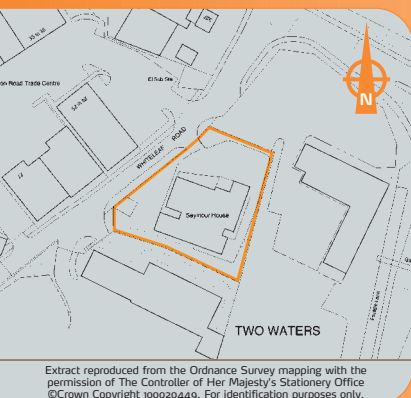 El Sub Sta
on Road Trade Centre
WHITELEAF ROAD
Seymour House
N
TWO WATERS
Extract reproduced from the Ordnance Survey mapping with the
permission of The Controller of Her Majesty's Stationery Office
©Crown Copyright 100020449. For identification purposes only.